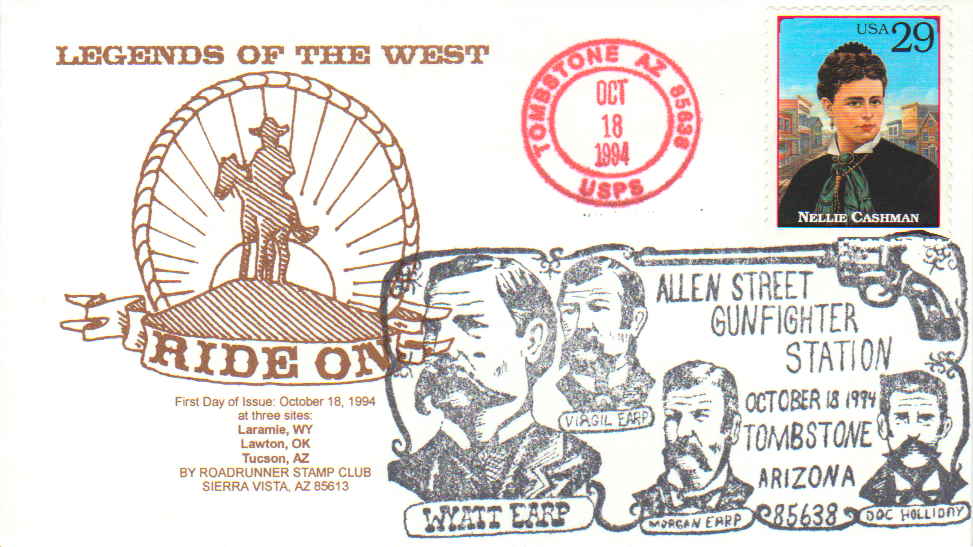 LEGENDS OF THE WEST
RIDE ON
First Day of Issue: October 18, 1994
at three sites:
Laramie, WY
Lawton, OK
Tucson, AZ
BY ROADRUNNER STAMP CLUB
SIERRA VISTA, AZ 85613
TOMBSTONE AZ 85638
OCT
18
1994
USPS
USA 29
NELLIE CASHMAN
ALLEN STREET
GUNFIGHTER
STATION
OCTOBER 18 1994
TOMBSTONE
ARIZONA
85638
VIRGIL EARP
WYATT EARP
MORGAN EARP
DOC HOLLIDAY